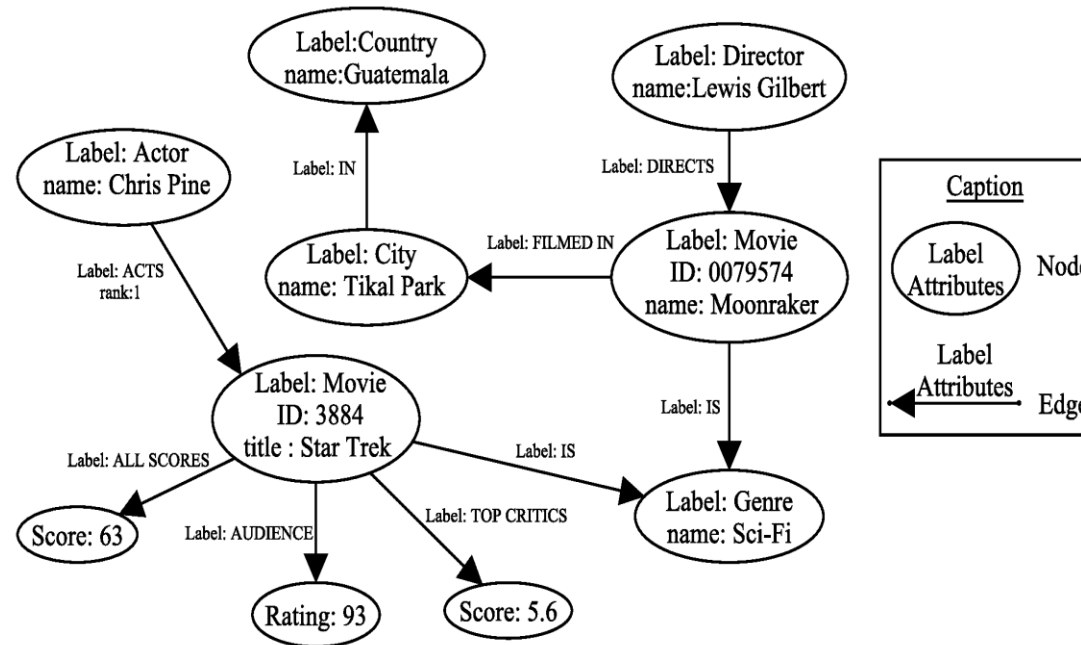 Label:Country
name:Guatemala
Label: Director
name:Lewis Gilbert
Label: Actor
name: Chris Pine
Label: IN
Label: DIRECTS
Label: ACTS
rank:1
Label: City
name: Tikal Park
Label: FILMED IN
Label: Movie
ID: 0079574
name: Moonraker
Caption
Label
Attributes
Node
Label
Attributes
Edge
Label: Movie
ID: 3884
title : Star Trek
Label: IS
Label: ALL SCORES
Label: IS
Score: 63
Label: AUDIENCE
Label: TOP CRITICS
Label: Genre
name: Sci-Fi
Rating: 93
Score: 5.6